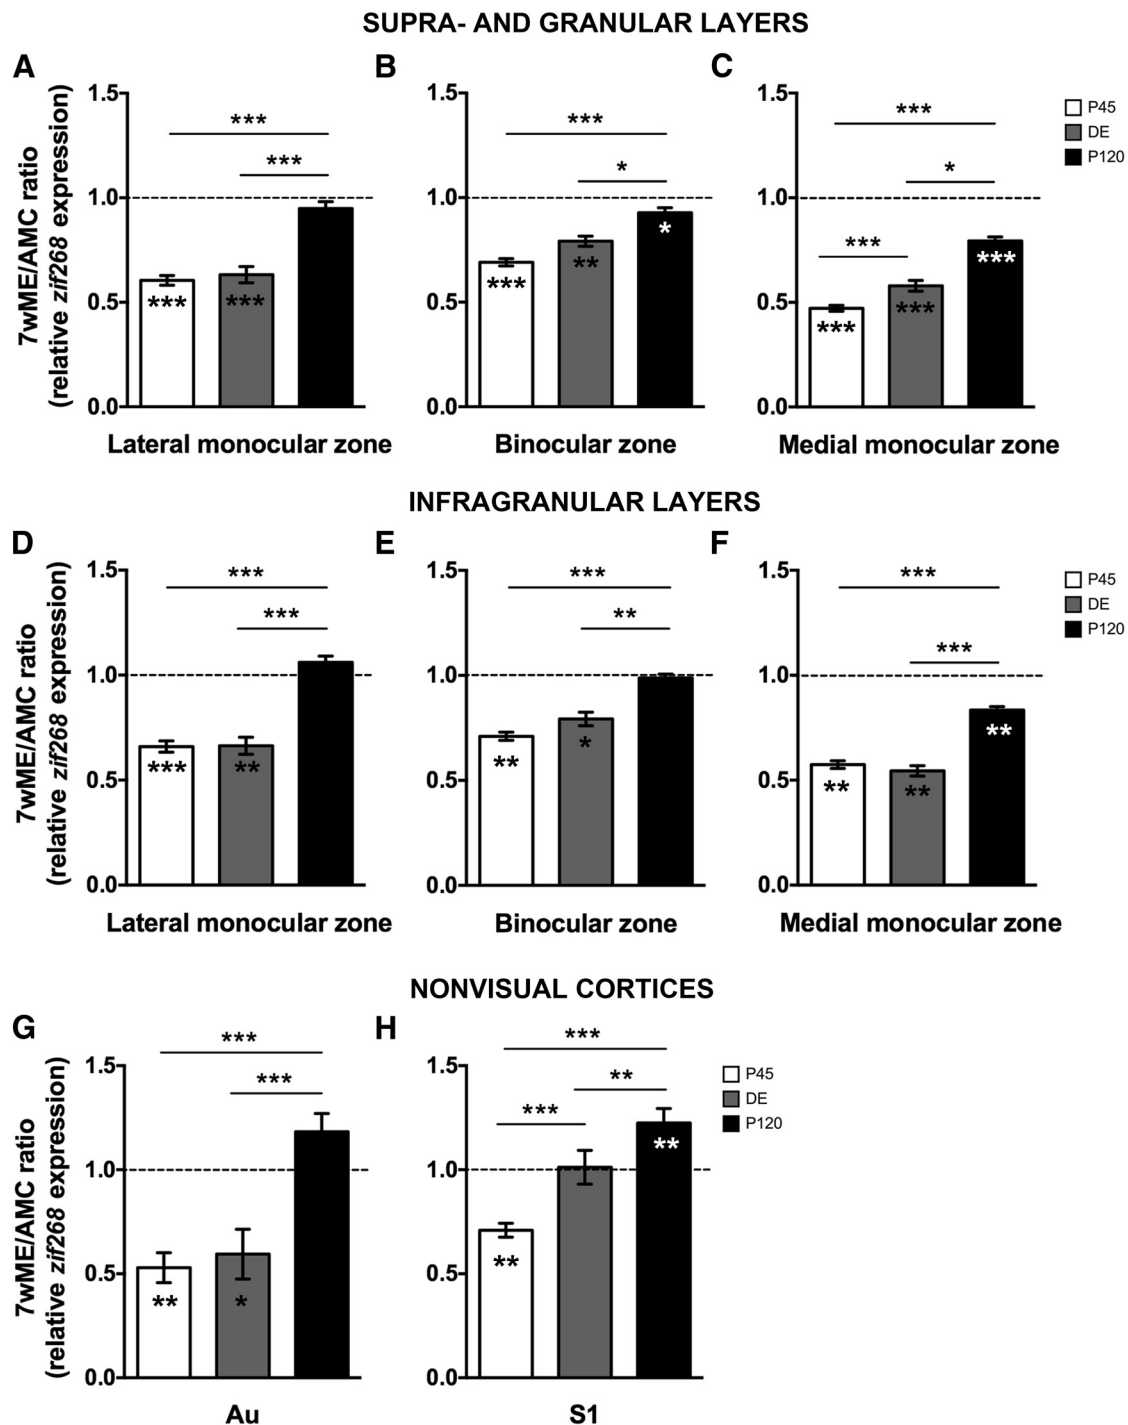 SUPRA- AND GRANULAR LAYERS
A
B
C
7wME/AMC ratio
(relative zif268 expression)
1.5
1.0
0.5
0.0
***
***
***
***
Lateral monocular zone
1.5
1.0
0.5
0.0
***
*
***
**
*
Binocular zone
1.5
1.0
0.5
0.0
***
*
***
***
***
***
Medial monocular zone
P45
DE
P120
INFRAGRANULAR LAYERS
D
E
F
7wME/AMC ratio
(relative zif268 expression)
1.5
1.0
0.5
0.0
***
***
***
**
Lateral monocular zone
1.5
1.0
0.5
0.0
***
**
**
*
Binocular zone
1.5
1.0
0.5
0.0
***
***
**
**
**
Medial monocular zone
P45
DE
P120
NONVISUAL CORTICES
G
H
7wME/AMC ratio
(relative zif268 expression)
1.5
1.0
0.5
0.0
***
***
**
*
Au
1.5
1.0
0.5
0.0
***
**
***
**
**
S1
P45
DE
P120